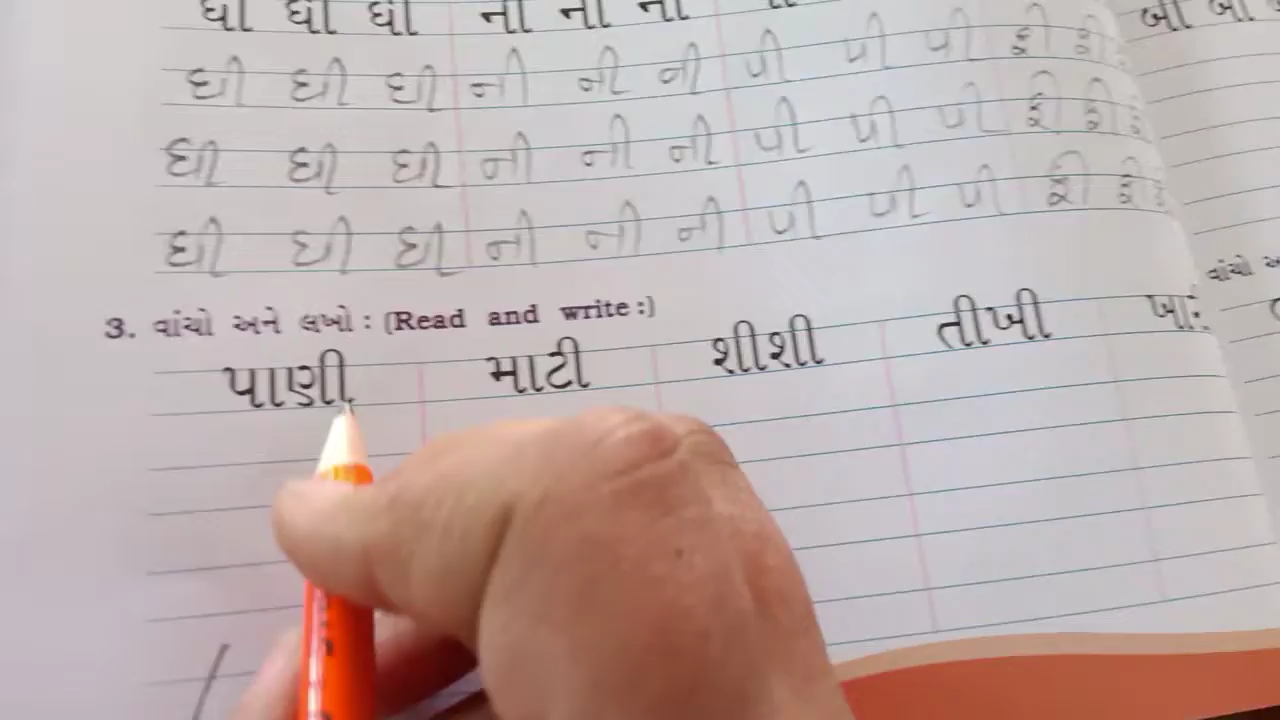 ઘી ઘી ઘી ની ની ની
ઘી ઘી ઘી ની ની ની પી પી પી ફી ફી
ઘી ઘી ઘી ની ની ની પી પી પી ફી ફી
ઘી ઘી ઘી ની ની ની પી પી પી ફી ફી
3. વાંચો અને લખો : (Read and write :)
પાણી માટી શીશી તીખી